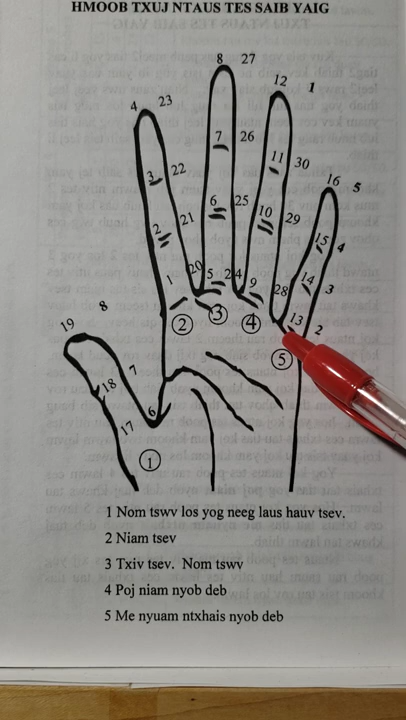 HMOOB TXUJ NTAUS TES SAIB YAIG
8 27
4 23 12 1
7 26
3 22 11 30 16 5
2 21 6 25 10 29 15 4
1 20 5 24 9 28 14 3
2 3 4 13 2
19 8 5
18 7
17 6
1
1 Nom tswv los yog neeg laus hauv tsev.
2 Niam tsev
3 Txiv tsev. Nom tswv
4 Poj niam nyob deb
5 Me nyuam ntxhais nyob deb